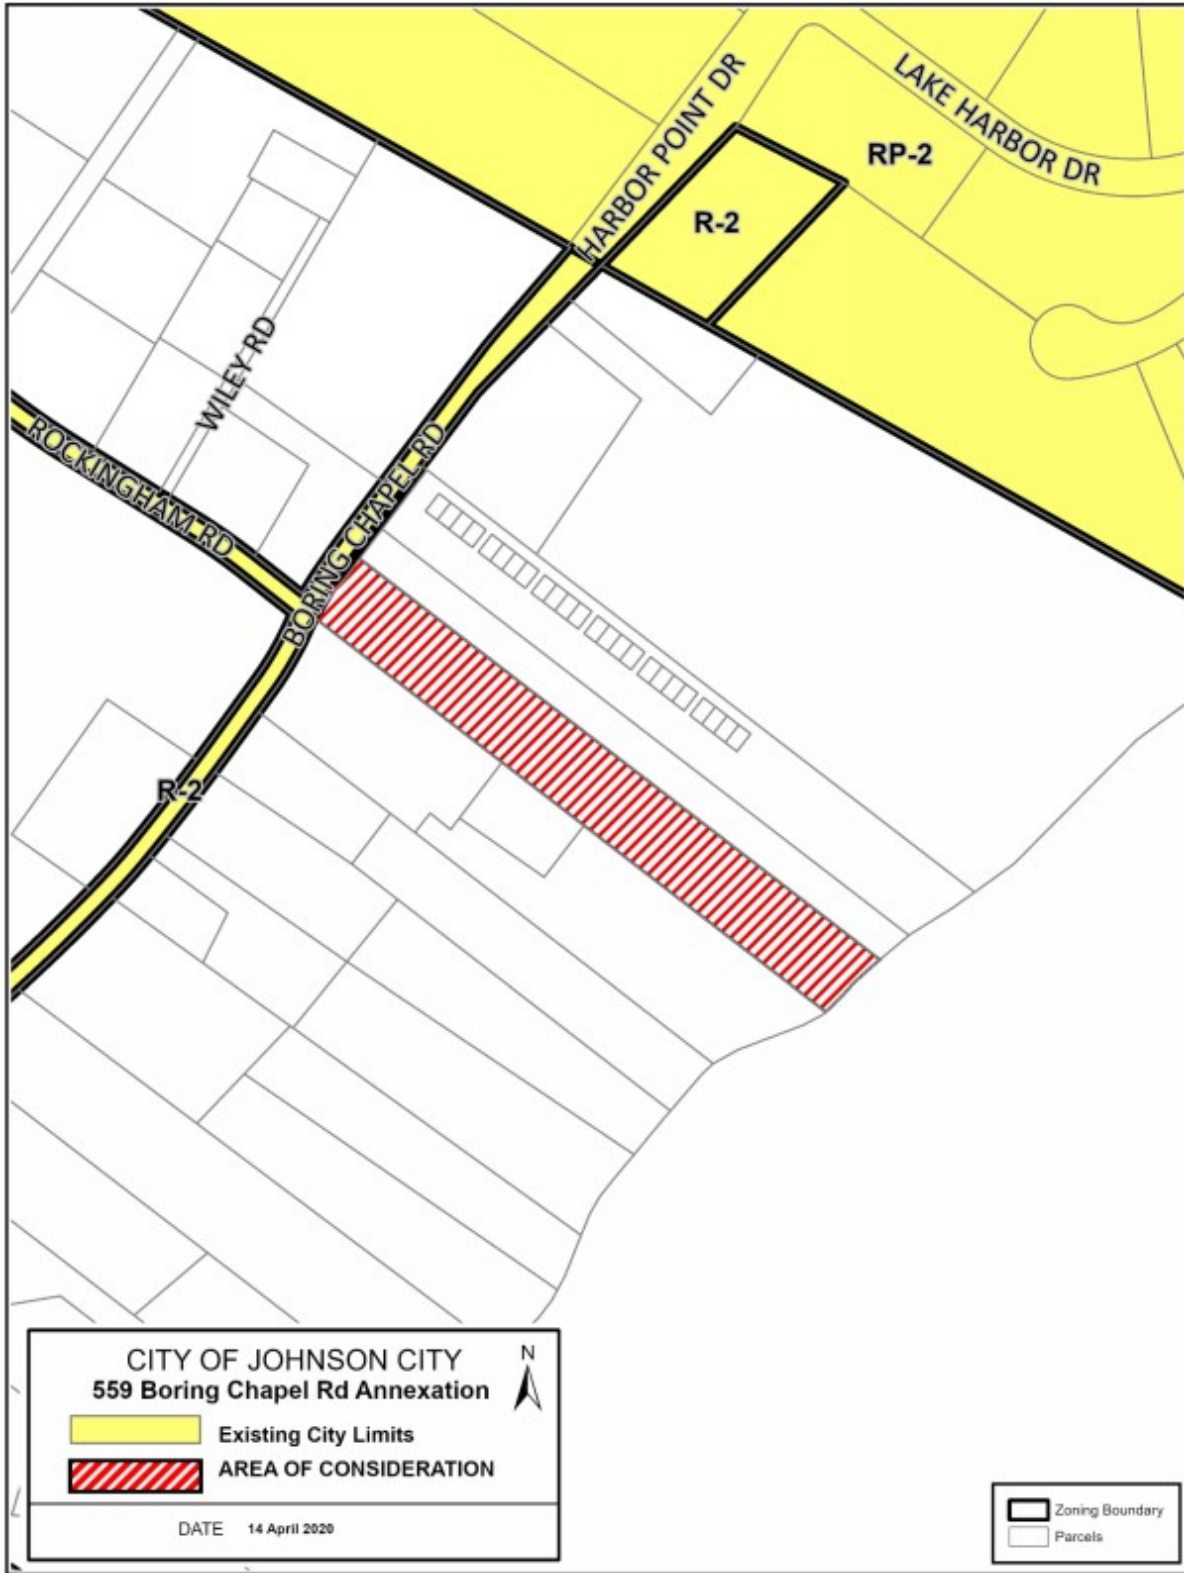 LAKE HARBOR DR
HARBOR POINT DR
RP-2
R-2
WILEY RD
ROCKINGHAM RD
BORING CHAPEL RD
R-2
CITY OF JOHNSON CITY
559 Boring Chapel Rd Annexation
N
Existing City Limits
AREA OF CONSIDERATION
DATE 14 April 2020
Zoning Boundary
Parcels